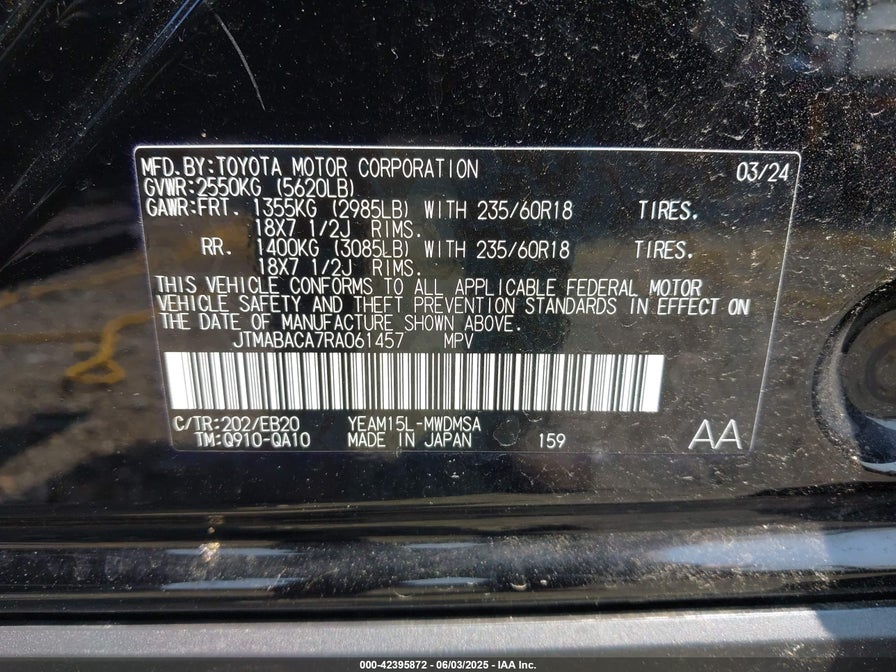 MFD.BY:TOYOTA MOTOR CORPORATION 03/24
GVWR:2550KG (5620LB)
GAWR:FRT. 1355KG (2985LB) WITH 235/60R18 TIRES.
18X7 1/2J RIMS.
RR. 1400KG (3085LB) WITH 235/60R18 TIRES.
18X7 1/2J RIMS.
THIS VEHICLE CONFORMS TO ALL APPLICABLE FEDERAL MOTOR
VEHICLE SAFETY AND THEFT PREVENTION STANDARDS IN EFFECT ON
THE DATE OF MANUFACTURE SHOWN ABOVE.
JTMABACA7RA061457 MPV
C/TR:202/EB20 YEAM15L-MWDMSA
TM:Q910-QA10 MADE IN JAPAN 159 AA
000-42395872 - 06/03/2025 - IAA Inc.